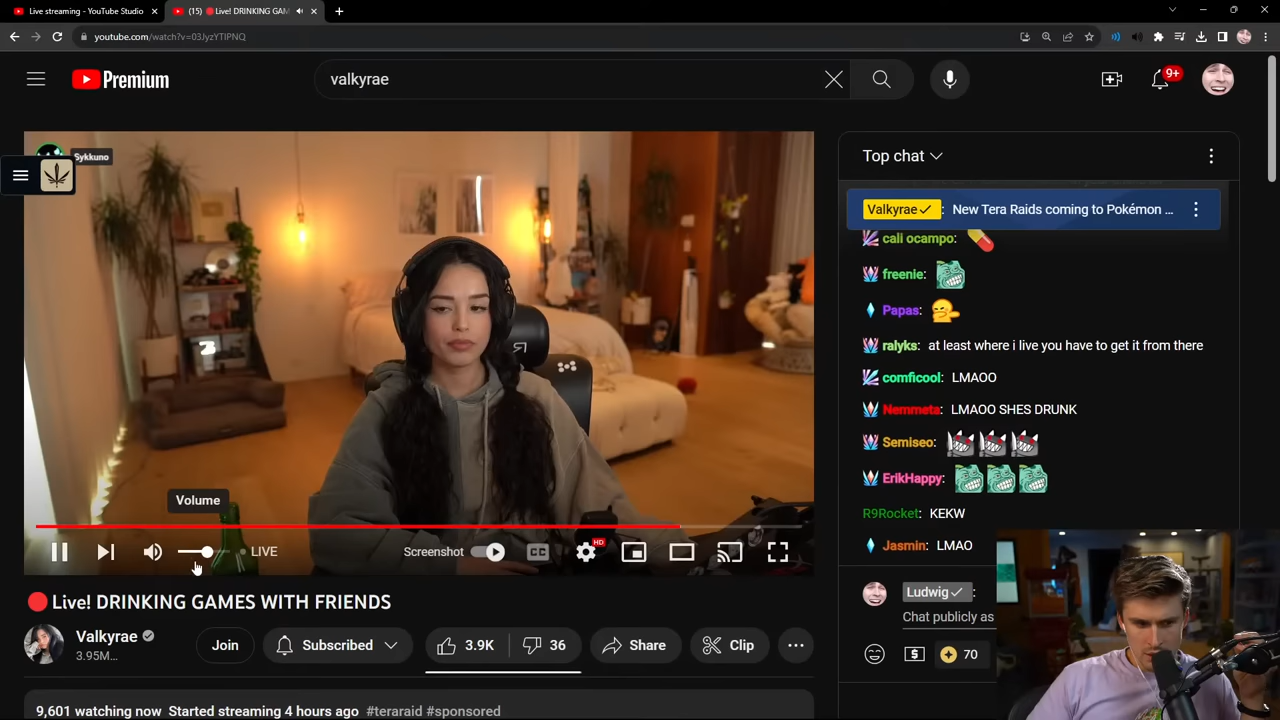 Live streaming - YouTube Studio
(15) 🔴Live! DRINKING GAM
youtube.com/watch?v=03JyzYTIPNQ
Premium
valkyrae
9+
Sykkuno
Top chat
Valkyrae: New Tera Raids coming to Pokémon ...
cali ocampo: 💊
freenie:
Papas:
ralyks: at least where i live you have to get it from there
comficool: LMAOO
Nemmeta: LMAOO SHES DRUNK
Semiseo:
ErikHappy:
R9Rocket: KEKW
Jasmin: LMAO
Volume
LIVE
Screenshot
CC
HD
🔴Live! DRINKING GAMES WITH FRIENDS
Ludwig:
Chat publicly as
70
Valkyrae
3.95M...
Join
Subscribed
3.9K
36
Share
Clip
9,601 watching now Started streaming 4 hours ago #teraraid #sponsored